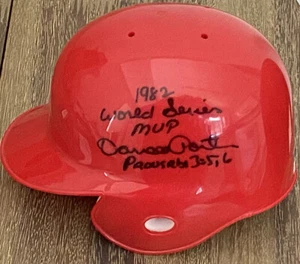 1982
World Series
MVP
Darrell Porter
Proverbs 3:5,6